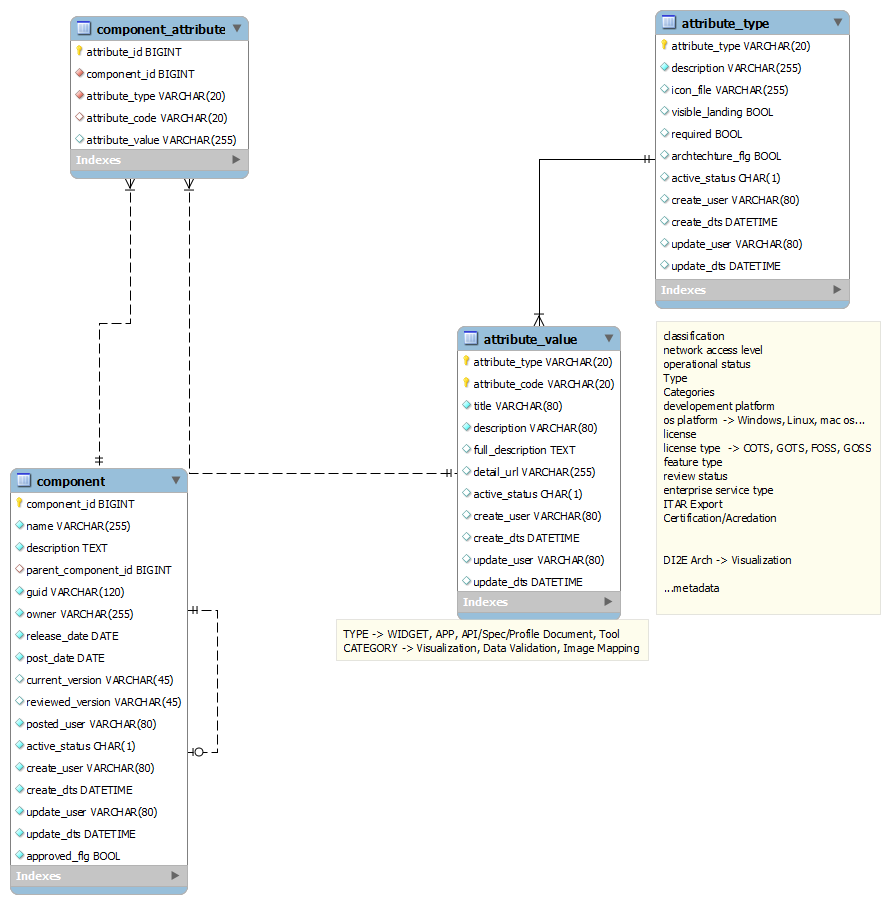 component_attribute
attribute_id BIGINT
component_id BIGINT
attribute_type VARCHAR(20)
attribute_code VARCHAR(20)
attribute_value VARCHAR(255)
Indexes
attribute_type
attribute_type VARCHAR(20)
description VARCHAR(255)
icon_file VARCHAR(255)
visible_landing BOOL
required BOOL
archtechture_flg BOOL
active_status CHAR(1)
create_user VARCHAR(80)
create_dts DATETIME
update_user VARCHAR(80)
update_dts DATETIME
Indexes
attribute_value
attribute_type VARCHAR(20)
attribute_code VARCHAR(20)
title VARCHAR(80)
description VARCHAR(80)
full_description TEXT
detail_url VARCHAR(255)
active_status CHAR(1)
create_user VARCHAR(80)
create_dts DATETIME
update_user VARCHAR(80)
update_dts DATETIME
Indexes
classification
network access level
operational status
Type
Categories
developement platform
os platform -> Windows, Linux, mac os...
license
license type -> COTS, GOTS, FOSS, GOSS
feature type
review status
enterprise service type
ITAR Export
Certification/Acredation
DI2E Arch -> Visualization
...metadata
TYPE -> WIDGET, APP, API/Spec/Profile Document, Tool
CATEGORY -> Visualization, Data Validation, Image Mapping
component
component_id BIGINT
name VARCHAR(255)
description TEXT
parent_component_id BIGINT
guid VARCHAR(120)
owner VARCHAR(255)
release_date DATE
post_date DATE
current_version VARCHAR(45)
reviewed_version VARCHAR(45)
posted_user VARCHAR(80)
active_status CHAR(1)
create_user VARCHAR(80)
create_dts DATETIME
update_user VARCHAR(80)
update_dts DATETIME
approved_flg BOOL
Indexes